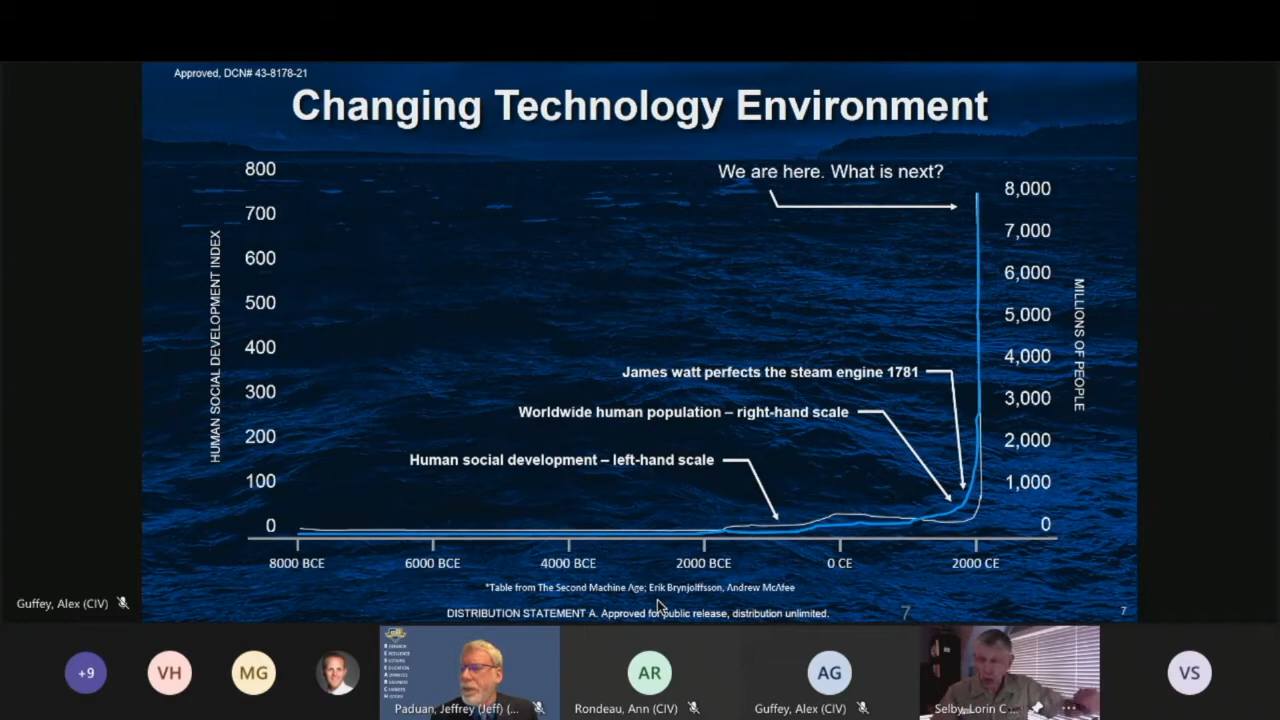 Approved, DCN# 43-8178-21
Changing Technology Environment
HUMAN SOCIAL DEVELOPMENT INDEX
800
700
600
500
400
300
200
100
0
We are here. What is next?
James watt perfects the steam engine 1781
Worldwide human population – right-hand scale
Human social development – left-hand scale
8,000
7,000
6,000
5,000
4,000
3,000
2,000
1,000
0
MILLIONS OF PEOPLE
8000 BCE
6000 BCE
4000 BCE
2000 BCE
0 CE
2000 CE
*Table from The Second Machine Age; Erik Brynjolffsson, Andrew McAfee
DISTRIBUTION STATEMENT A. Approved for public release, distribution unlimited.
7
7
Guffey, Alex (CIV)
+9
VH
MG
Paduan, Jeffrey (Jeff) (...
AR
Rondeau, Ann (CIV)
AG
Guffey, Alex (CIV)
Selby, Lorin C ...
VS